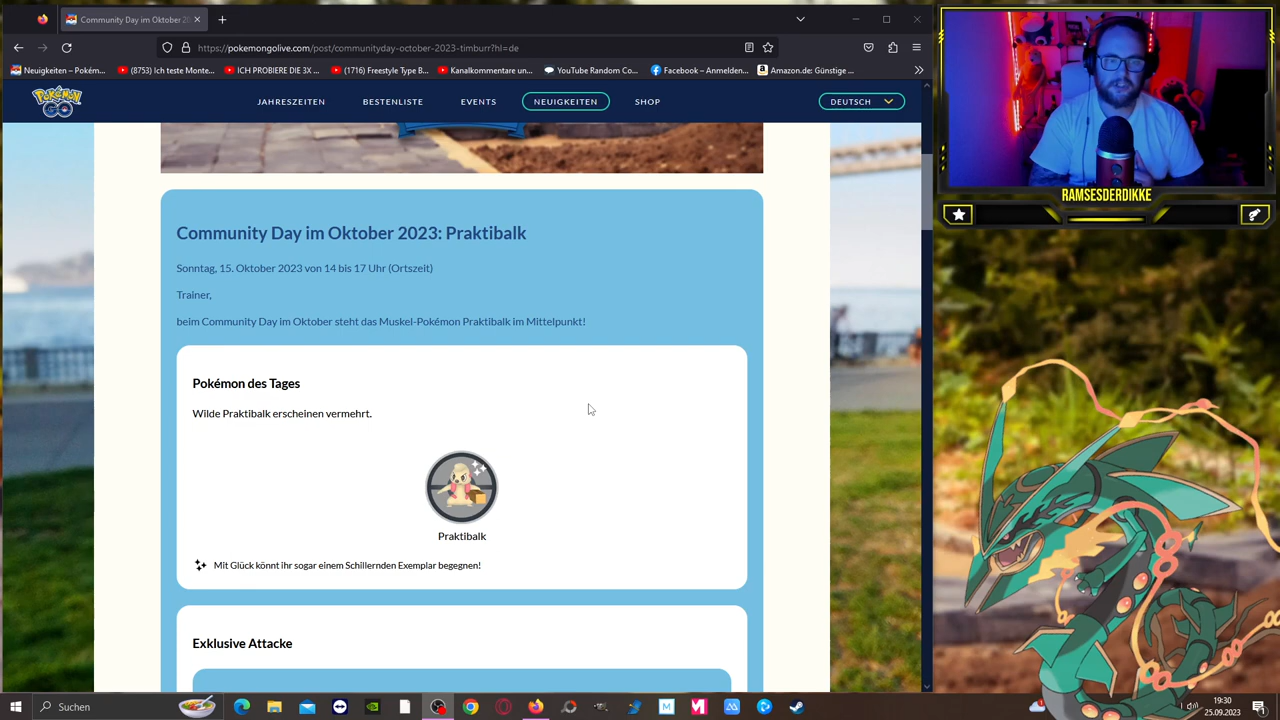 Community Day im Oktober 20
https://pokemongolive.com/post/communityday-october-2023-timburr?hl=de
Neuigkeiten – Pokém...
(8753) Ich teste Monte...
ICH PROBIERE DIE 3X ...
(1716) Freestyle Type B...
Kanalkommentare un...
YouTube Random Co...
Facebook – Anmelden...
Amazon.de: Günstige ...
Pokémon GO
JAHRESZEITEN
BESTENLISTE
EVENTS
NEUIGKEITEN
SHOP
DEUTSCH
RAMSESDERDIKKE
Community Day im Oktober 2023: Praktibalk
Sonntag, 15. Oktober 2023 von 14 bis 17 Uhr (Ortszeit)
Trainer,
beim Community Day im Oktober steht das Muskel-Pokémon Praktibalk im Mittelpunkt!
Pokémon des Tages
Wilde Praktibalk erscheinen vermehrt.
Praktibalk
Mit Glück könnt ihr sogar einem Schillernden Exemplar begegnen!
Exklusive Attacke
Suchen
19:30
25.09.2023